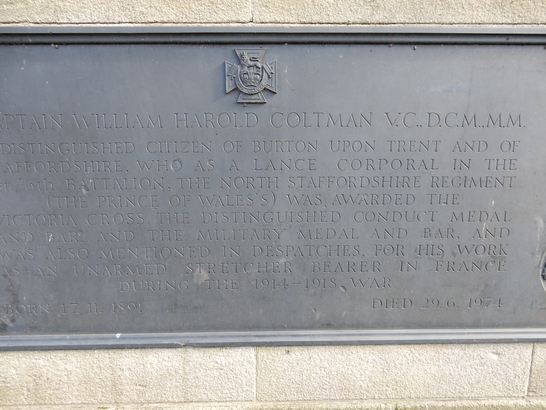 PTAIN WILLIAM HAROLD COLTMAN V.C., D.C.M., M.M.
DISTINGUISHED CITIZEN OF BURTON UPON TRENT AND OF
AFFORDSHIRE, WHO AS A LANCE CORPORAL IN THE
BATTALION, THE NORTH STAFFORDSHIRE REGIMENT
(THE PRINCE OF WALES'S) WAS AWARDED THE
VICTORIA CROSS, THE DISTINGUISHED CONDUCT MEDAL
AND BAR, AND THE MILITARY MEDAL AND BAR, AND
WAS ALSO MENTIONED IN DESPATCHES, FOR HIS WORK
AS AN UNARMED STRETCHER BEARER IN FRANCE
DURING THE 1914-1918 WAR
BORN 17.11.1891 DIED 29.6.1974